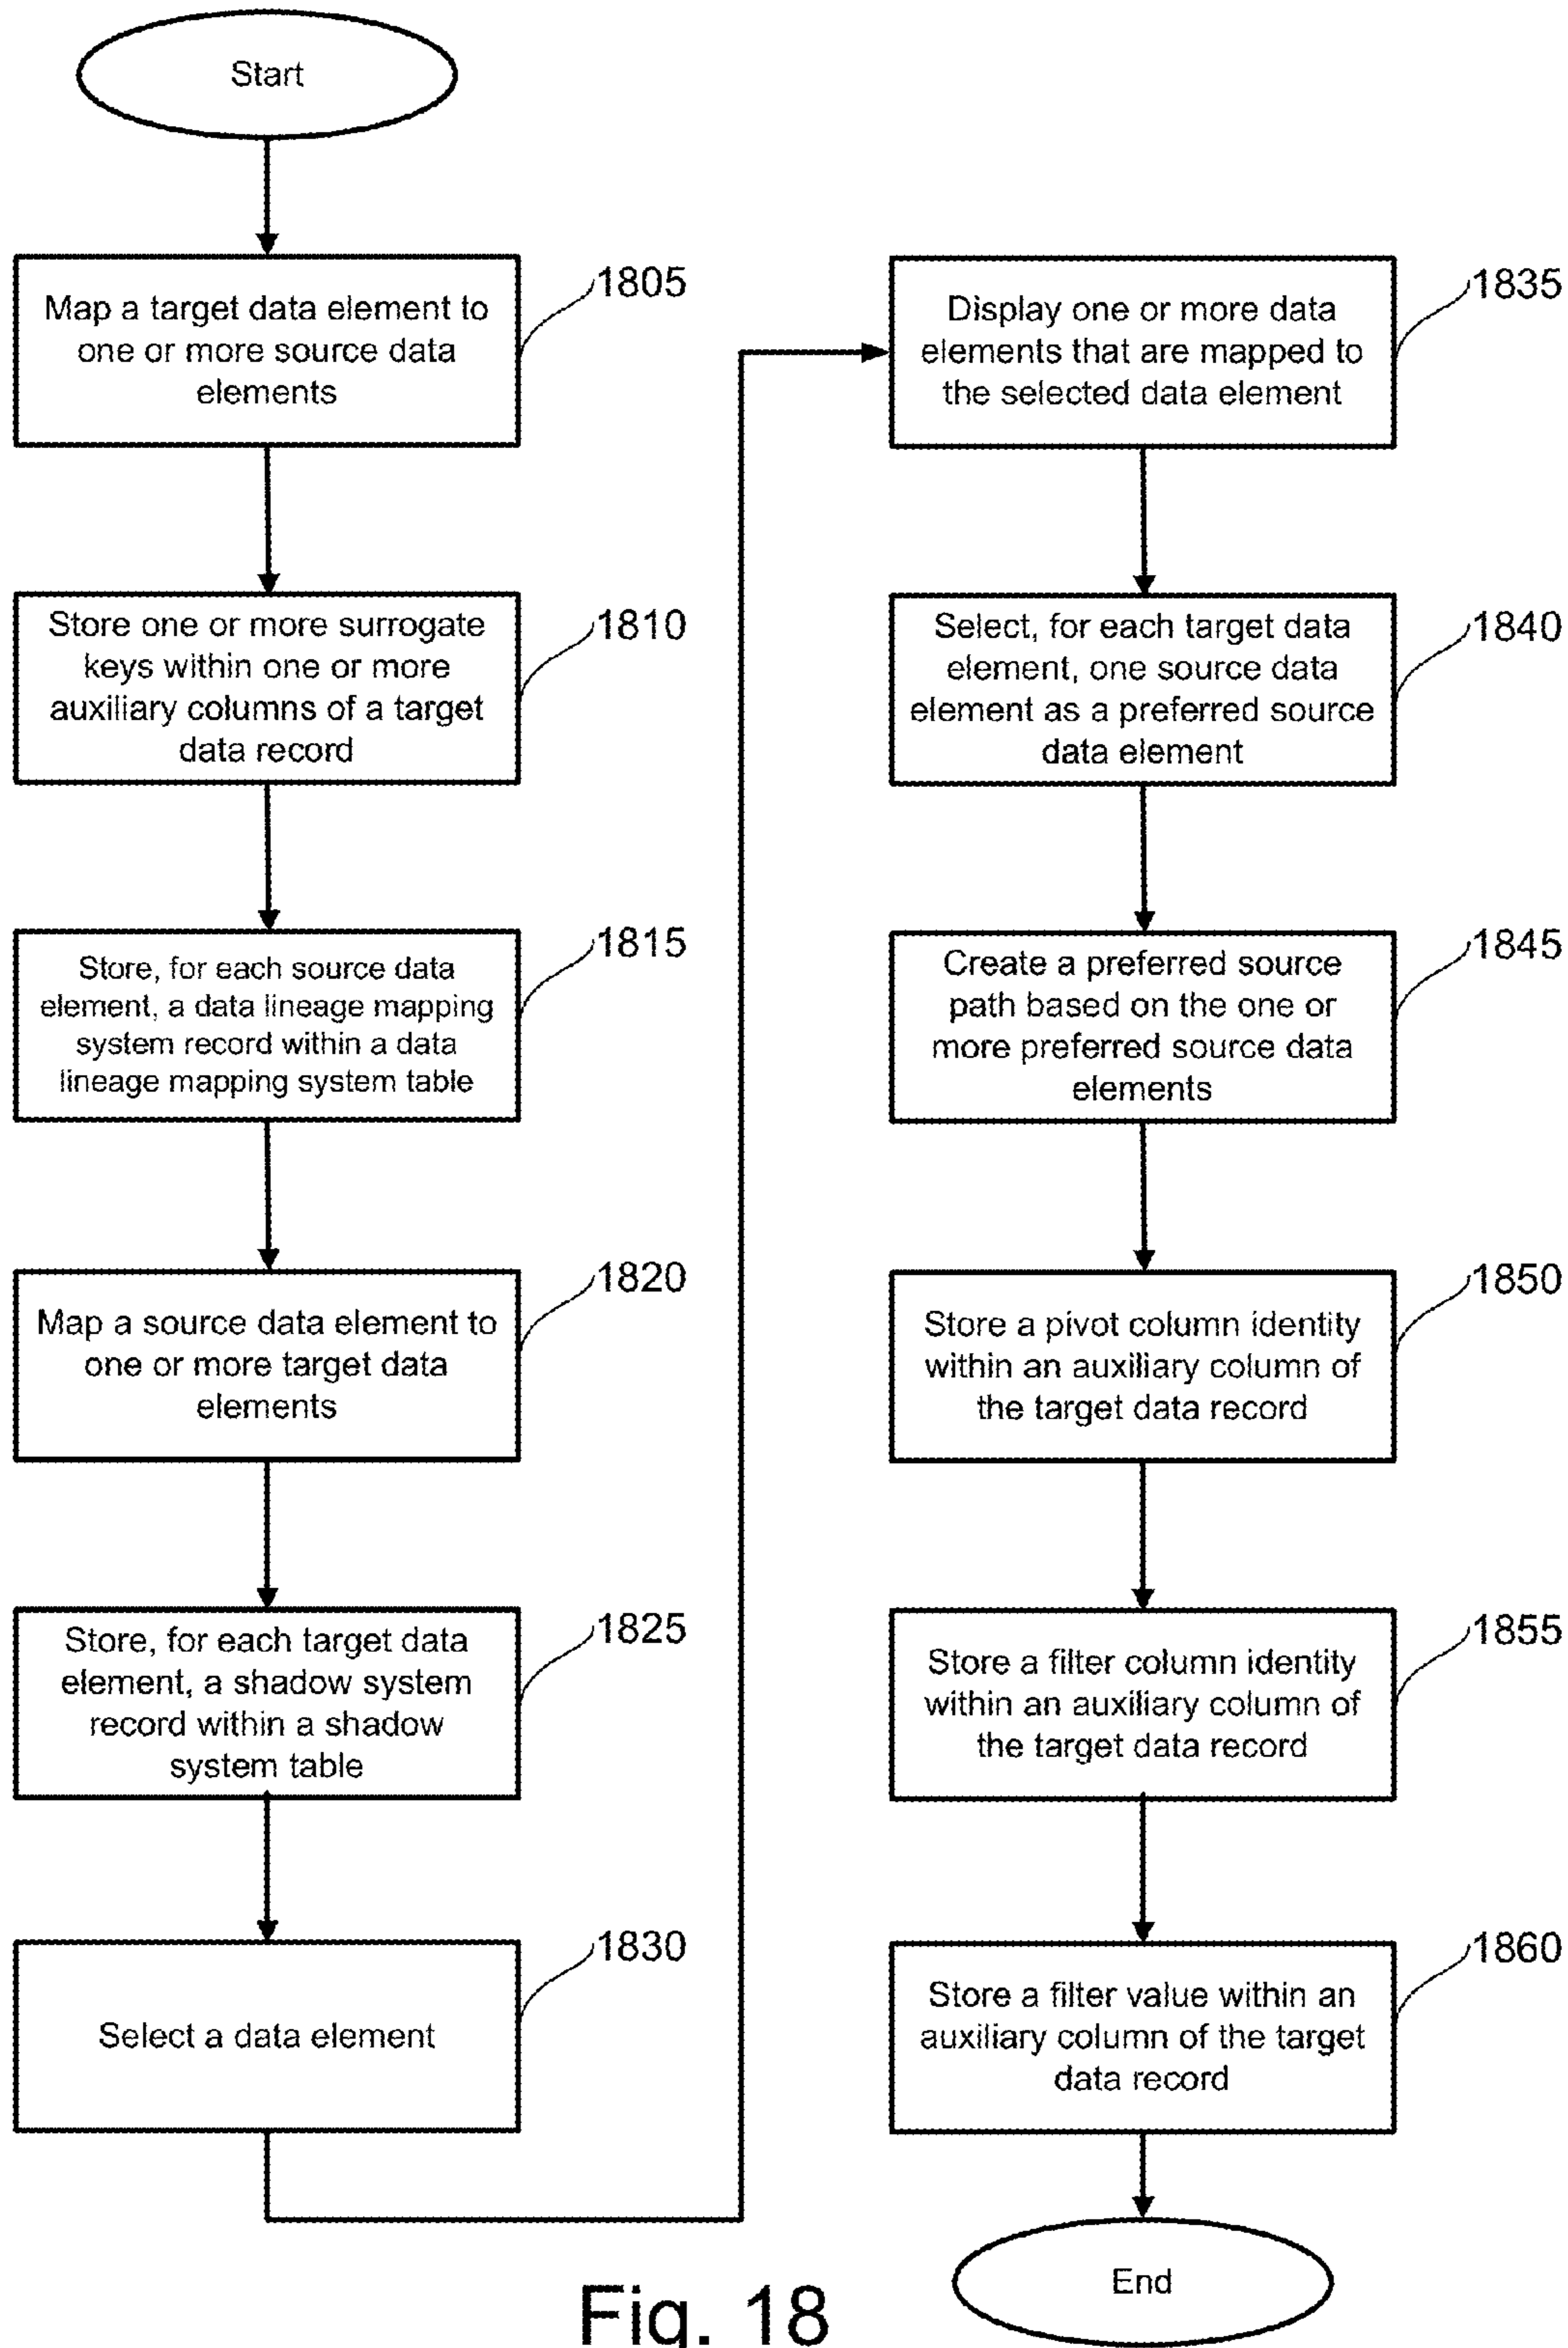 Start
Map a target data element to
one or more source data
elements
1805
Store one or more surrogate
keys within one or more
auxiliary columns of a target
data record
1810
Store, for each source data
element, a data lineage mapping
system record within a data
lineage mapping system table
1815
Map a source data element to
one or more target data
elements
1820
Store, for each target data
element, a shadow system
record within a shadow
system table
1825
Select a data element
1830
Display one or more data
elements that are mapped to
the selected data element
1835
Select, for each target data
element, one source data
element as a preferred source
data element
1840
Create a preferred source
path based on the one or
more preferred source data
elements
1845
Store a pivot column identity
within an auxiliary column of
the target data record
1850
Store a filter column identity
within an auxiliary column of
the target data record
1855
Store a filter value within an
auxiliary column of the target
data record
1860
End
Fig. 18